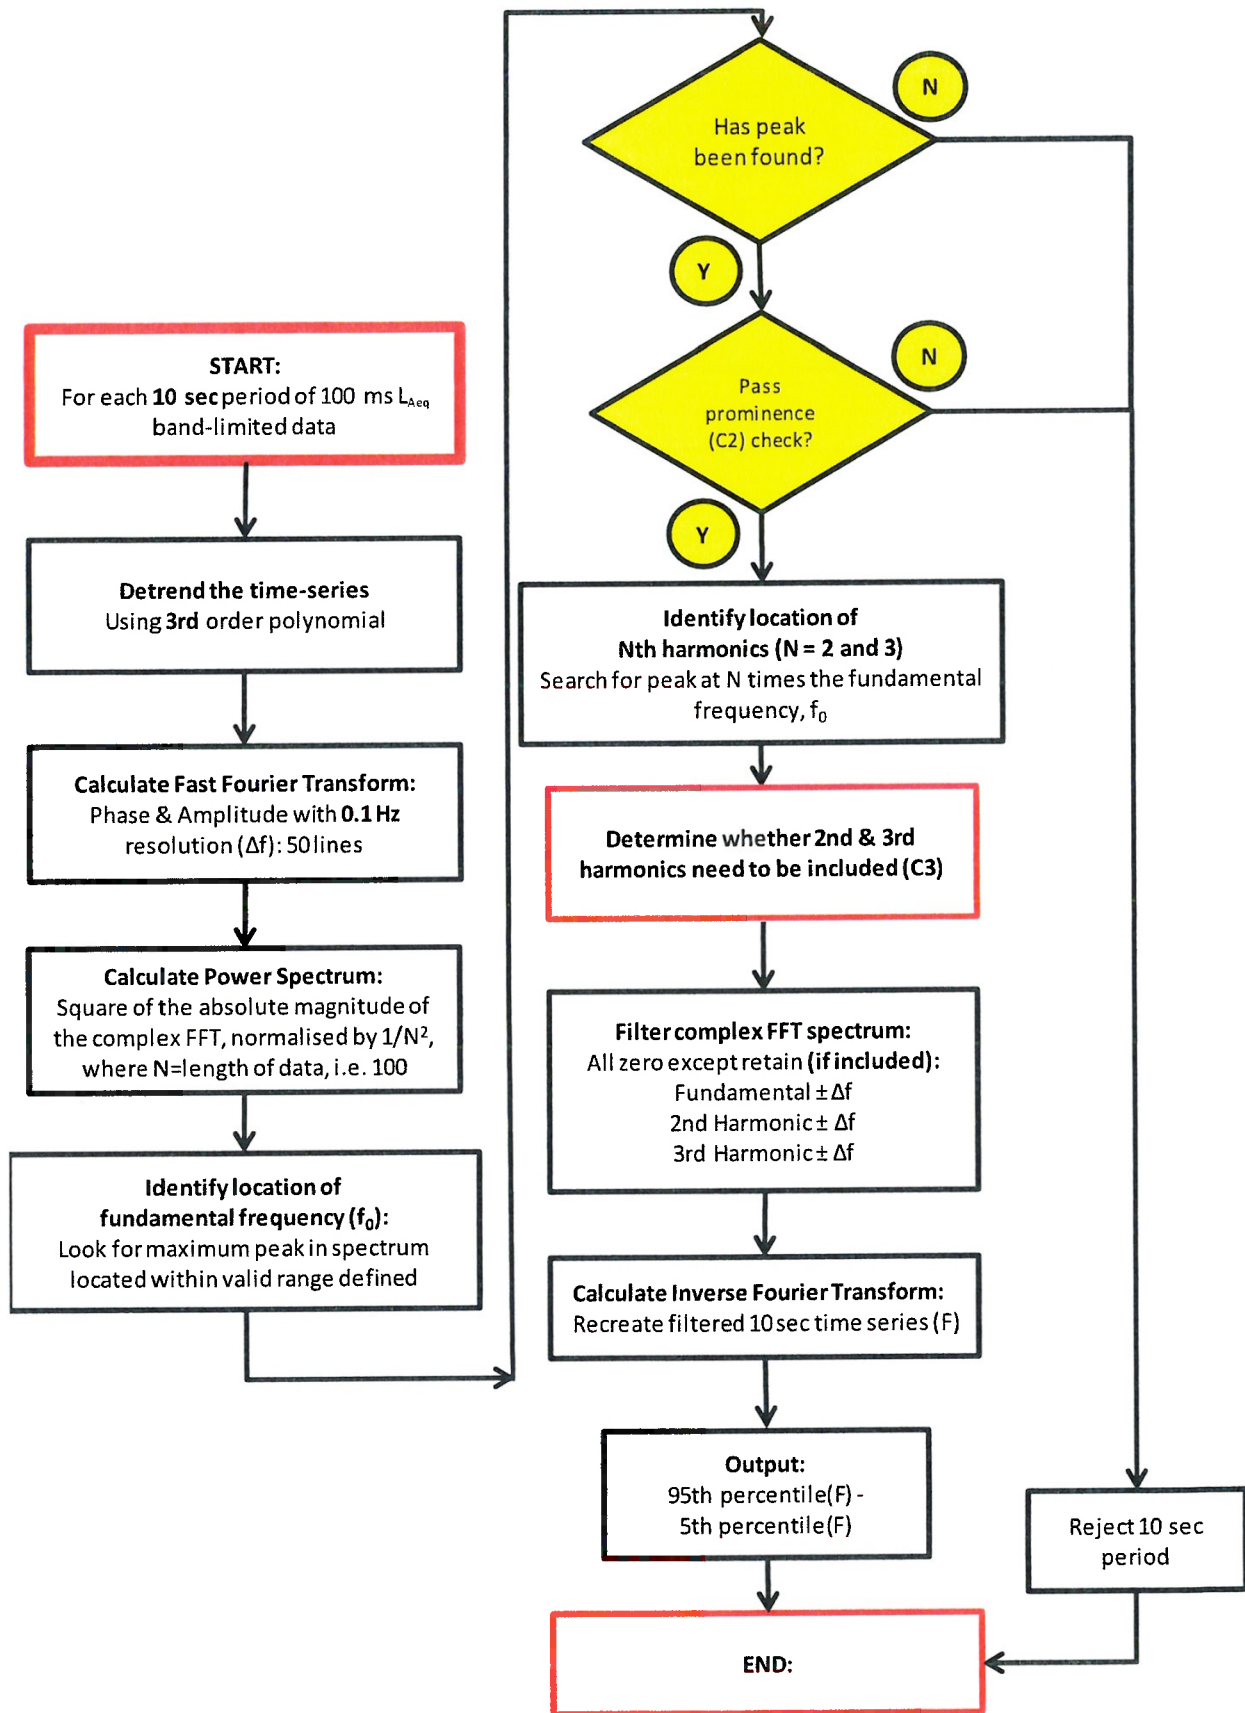 START:
For each 10 sec period of 100 ms LAeq
band-limited data
Detrend the time-series
Using 3rd order polynomial
Calculate Fast Fourier Transform:
Phase & Amplitude with 0.1 Hz
resolution (Δf): 50 lines
Calculate Power Spectrum:
Square of the absolute magnitude of
the complex FFT, normalised by 1/N²,
where N=length of data, i.e. 100
Identify location of
fundamental frequency (f₀):
Look for maximum peak in spectrum
located within valid range defined
Has peak
been found?
N
Y
Pass
prominence
(C2) check?
N
Y
Identify location of
Nth harmonics (N = 2 and 3)
Search for peak at N times the fundamental
frequency, f₀
Determine whether 2nd & 3rd
harmonics need to be included (C3)
Filter complex FFT spectrum:
All zero except retain (if included):
Fundamental ± Δf
2nd Harmonic ± Δf
3rd Harmonic ± Δf
Calculate Inverse Fourier Transform:
Recreate filtered 10 sec time series (F)
Output:
95th percentile(F) -
5th percentile(F)
Reject 10 sec
period
END: